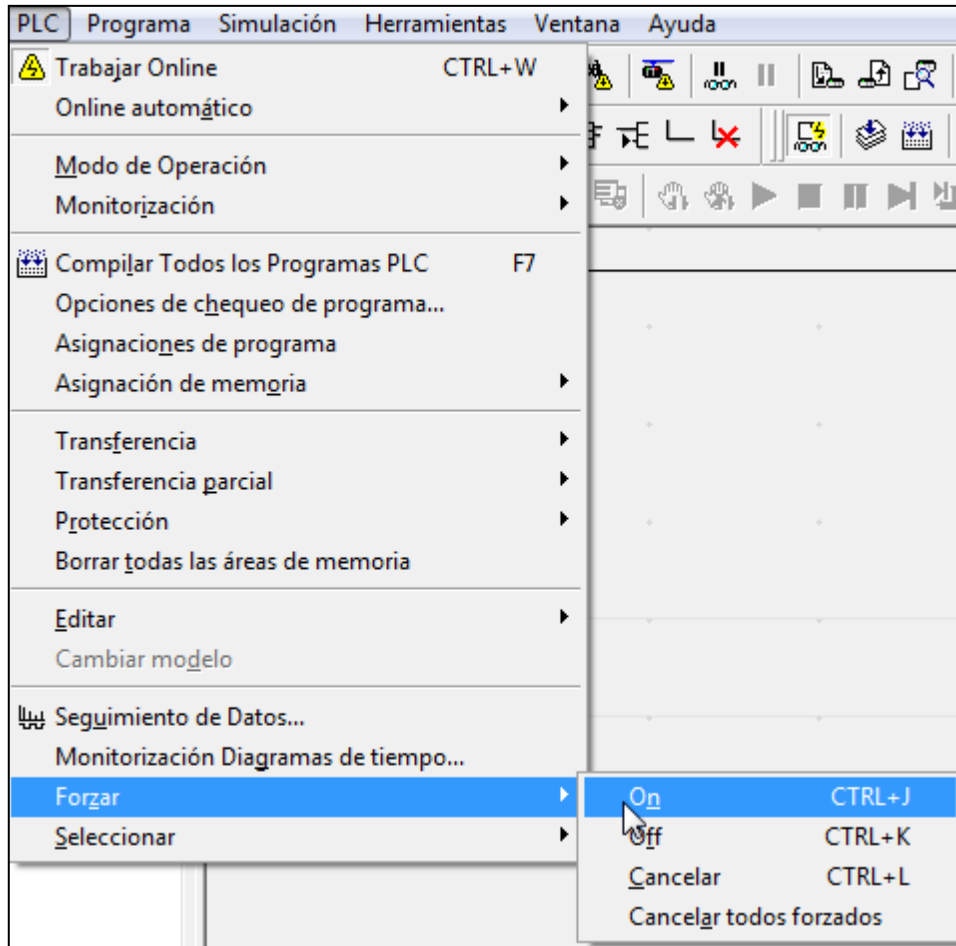 PLC Programa Simulación Herramientas Ventana Ayuda
Trabajar Online CTRL+W
Online automático
Modo de Operación
Monitorización
Compilar Todos los Programas PLC F7
Opciones de chequeo de programa...
Asignaciones de programa
Asignación de memoria
Transferencia
Transferencia parcial
Protección
Borrar todas las áreas de memoria
Editar
Cambiar modelo
Seguimiento de Datos...
Monitorización Diagramas de tiempo...
Forzar
On CTRL+J
Seleccionar
Off CTRL+K
Cancelar CTRL+L
Cancelar todos forzados